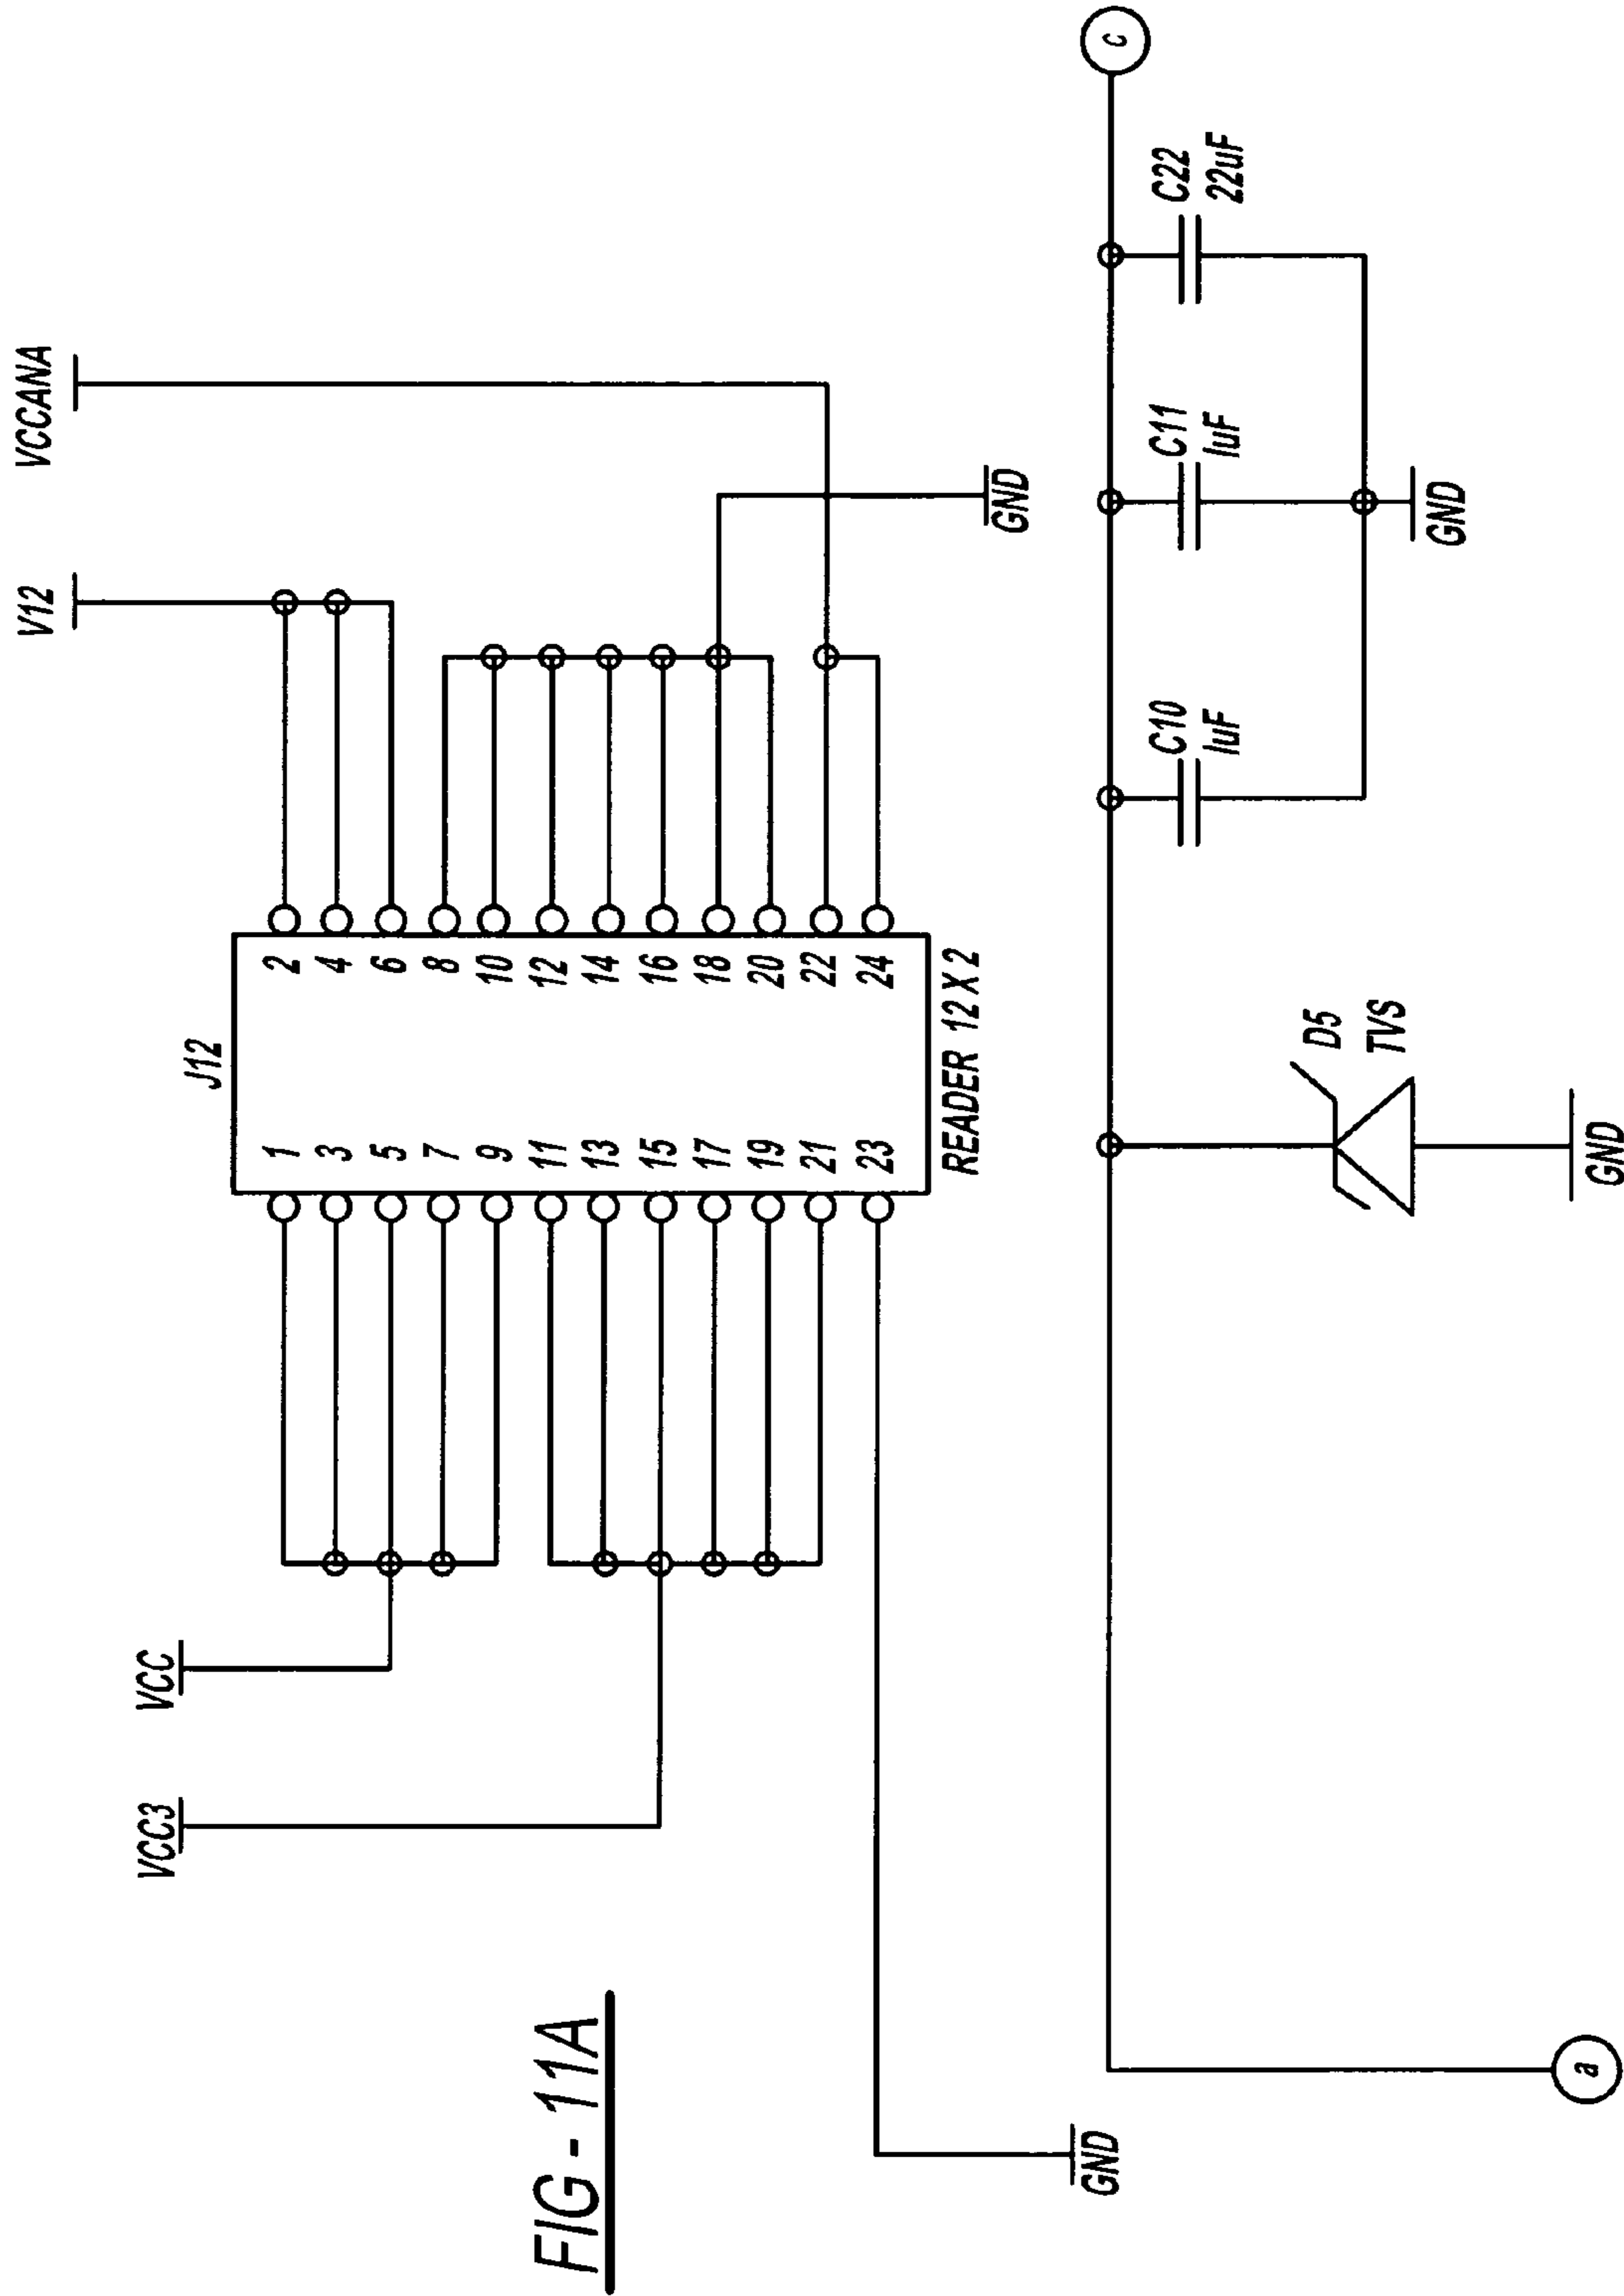 VCC3
VCC
V12
VCCANA
J12
1 2
3 4
5 6
7 8
9 10
11 12
13 14
15 16
17 18
19 20
21 22
23 24
READER 12 X 2
GND
GND
FIG - 11A
a
c
D5
TVS
GND
C10
1uF
C11
1uF
C22
22uF
GND